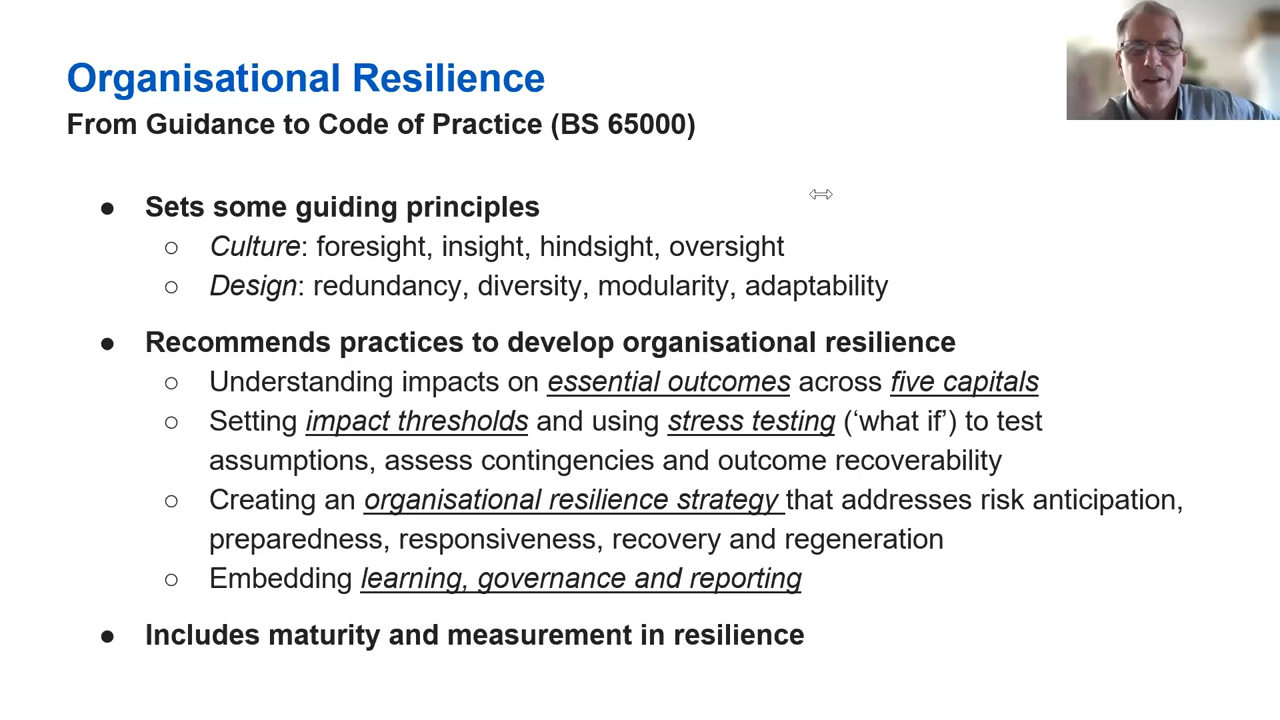 Organisational Resilience
From Guidance to Code of Practice (BS 65000)
● Sets some guiding principles
○ Culture: foresight, insight, hindsight, oversight
○ Design: redundancy, diversity, modularity, adaptability
● Recommends practices to develop organisational resilience
○ Understanding impacts on essential outcomes across five capitals
○ Setting impact thresholds and using stress testing (‘what if’) to test
assumptions, assess contingencies and outcome recoverability
○ Creating an organisational resilience strategy that addresses risk anticipation,
preparedness, responsiveness, recovery and regeneration
○ Embedding learning, governance and reporting
● Includes maturity and measurement in resilience